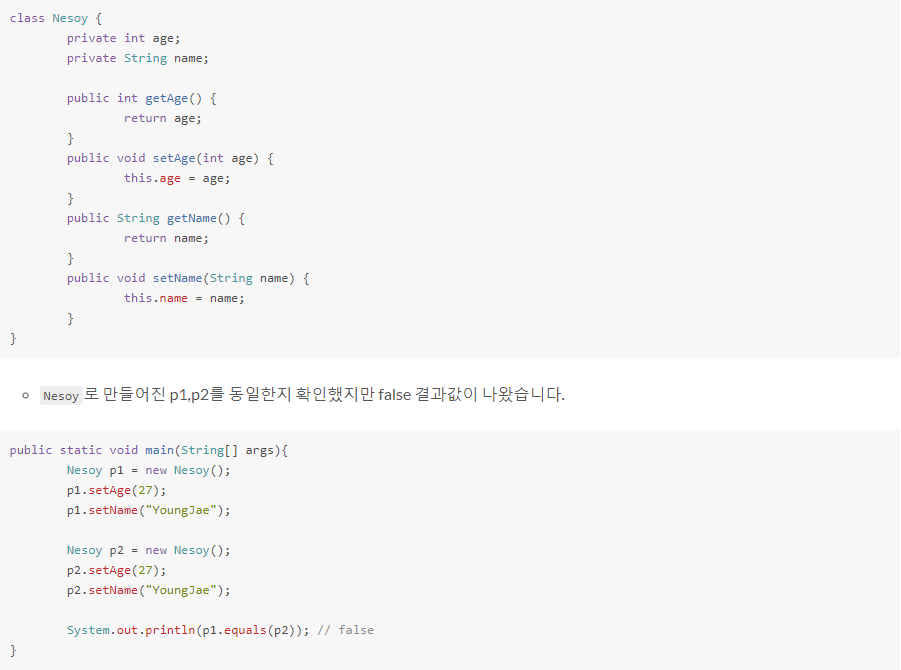 class Nesoy {
private int age;
private String name;
public int getAge() {
return age;
}
public void setAge(int age) {
this.age = age;
}
public String getName() {
return name;
}
public void setName(String name) {
this.name = name;
}
}
Nesoy로 만들어진 p1,p2를 동일한지 확인했지만 false 결과값이 나왔습니다.
public static void main(String[] args){
Nesoy p1 = new Nesoy();
p1.setAge(27);
p1.setName("YoungJae");
Nesoy p2 = new Nesoy();
p2.setAge(27);
p2.setName("YoungJae");
System.out.println(p1.equals(p2)); // false
}